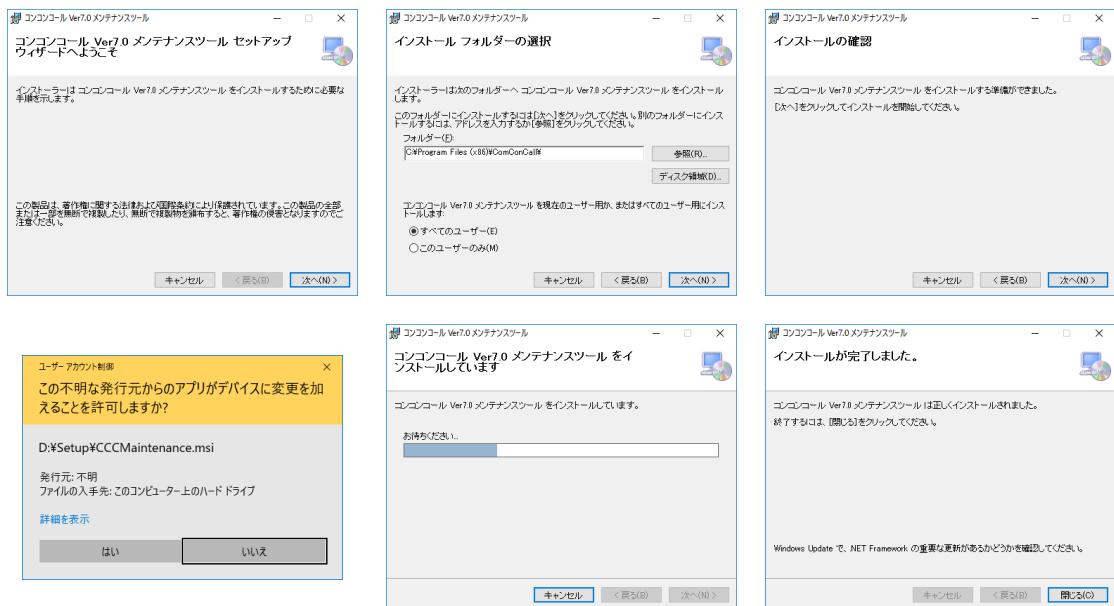 コンコンコール Ver7.0 メンテナンスツール
コンコンコール Ver7.0 メンテナンスツール セットアップ
ウィザードへようこそ
インストーラーは コンコンコール Ver7.0 メンテナンスツール をインストールするために必要な
手順を示します。
この製品は、著作権に関する法律および国際条約により保護されています。この製品の全部
または一部を無断で複製したり、無断で複製物を頒布すると、著作権の侵害となりますのでご
注意ください。
キャンセル
< 戻る(B)
次へ(N) >
コンコンコール Ver7.0 メンテナンスツール
インストール フォルダーの選択
インストーラーは次のフォルダーへ コンコンコール Ver7.0 メンテナンスツール をインストール
します。
このフォルダーにインストールするには[次へ]をクリックしてください。別のフォルダーにインス
トールするには、アドレスを入力するか[参照]をクリックしてください。
フォルダー(F):
C:¥Program Files (x86)¥ComConCall¥
参照(R)...
ディスク領域(D)...
コンコンコール Ver7.0 メンテナンスツール を現在のユーザー用か、またはすべてのユーザー用にインス
トールします:
すべてのユーザー(E)
このユーザーのみ(M)
キャンセル
< 戻る(B)
次へ(N) >
コンコンコール Ver7.0 メンテナンスツール
インストールの確認
コンコンコール Ver7.0 メンテナンスツール をインストールする準備ができました。
[次へ]をクリックしてインストールを開始してください。
キャンセル
< 戻る(B)
次へ(N) >
ユーザー アカウント制御
この不明な発行元からのアプリがデバイスに変更を加
えることを許可しますか?
D:¥Setup¥CCCMaintenance.msi
発行元: 不明
ファイルの入手先: このコンピューター上のハード ドライブ
詳細を表示
はい
いいえ
コンコンコール Ver7.0 メンテナンスツール
コンコンコール Ver7.0 メンテナンスツール をイ
ンストールしています
コンコンコール Ver7.0 メンテナンスツール をインストールしています。
お待ちください...
キャンセル
< 戻る(B)
次へ(N) >
コンコンコール Ver7.0 メンテナンスツール
インストールが完了しました。
コンコンコール Ver7.0 メンテナンスツール は正しくインストールされました。
終了するには、[閉じる]をクリックしてください。
Windows Update で、.NET Framework の重要な更新があるかどうかを確認してください。
キャンセル
< 戻る(B)
閉じる(C)